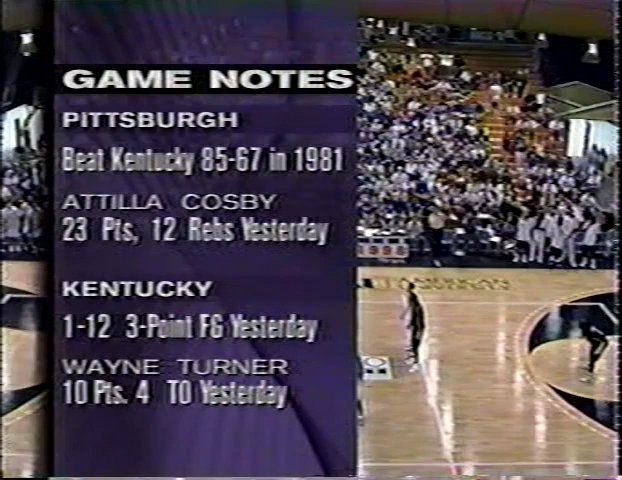 GAME NOTES
PITTSBURGH
Beat Kentucky 85-67 in 1981
ATTILLA COSBY
23 Pts, 12 Rebs Yesterday
KENTUCKY
1-12 3-Point FG Yesterday
WAYNE TURNER
10 Pts. 4 TO Yesterday
1998